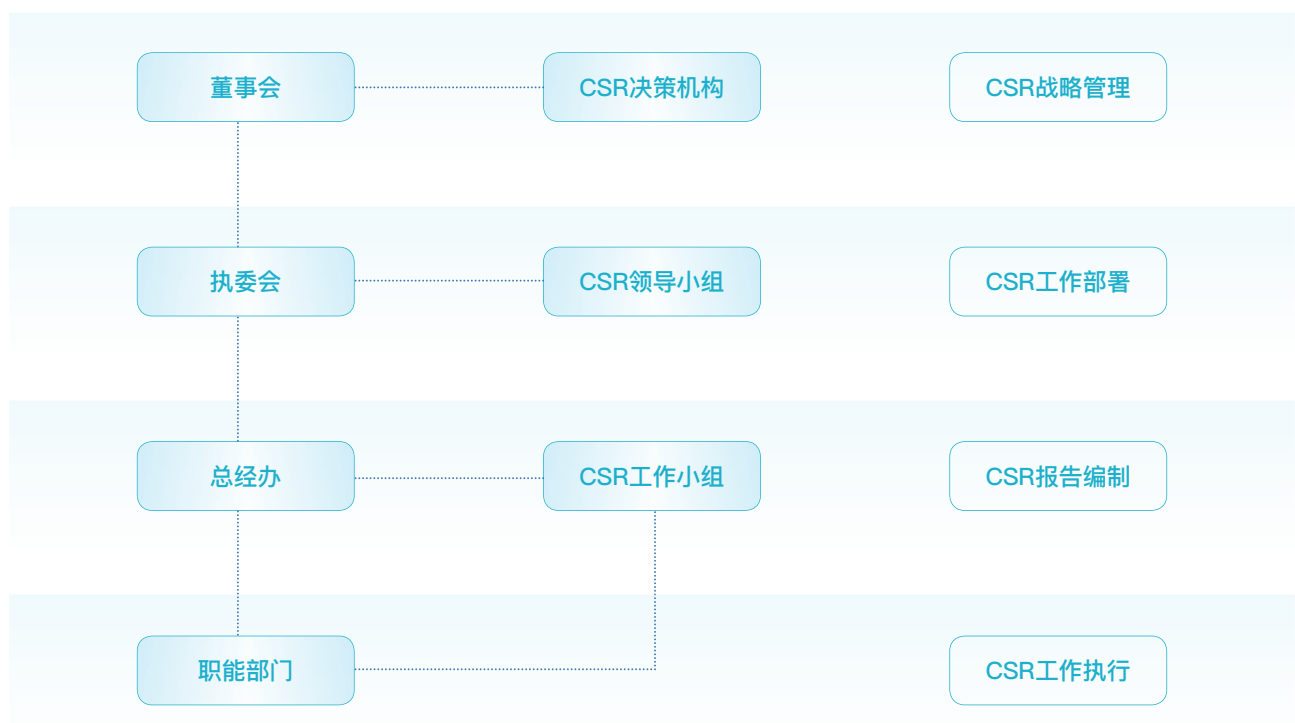 董事会
CSR决策机构
CSR战略管理
执委会
CSR领导小组
CSR工作部署
总经办
CSR工作小组
CSR报告编制
职能部门
CSR工作执行